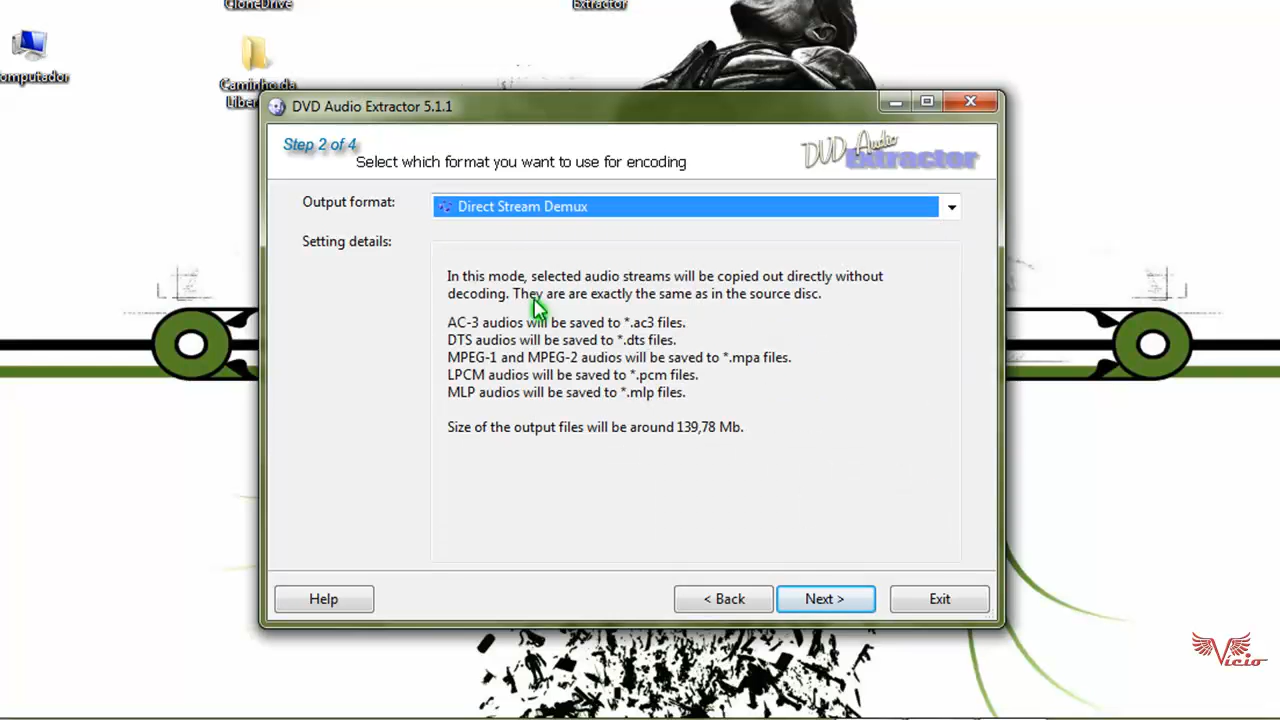 CloneDrive
Extractor
omputador
Caminho da
Liber
DVD Audio Extractor 5.1.1
Step 2 of 4
Select which format you want to use for encoding
DVD Audio
Extractor
Output format:
Direct Stream Demux
Setting details:
In this mode, selected audio streams will be copied out directly without
decoding. They are are exactly the same as in the source disc.
AC-3 audios will be saved to *.ac3 files.
DTS audios will be saved to *.dts files.
MPEG-1 and MPEG-2 audios will be saved to *.mpa files.
LPCM audios will be saved to *.pcm files.
MLP audios will be saved to *.mlp files.
Size of the output files will be around 139,78 Mb.
Help
< Back
Next >
Exit
Vicio